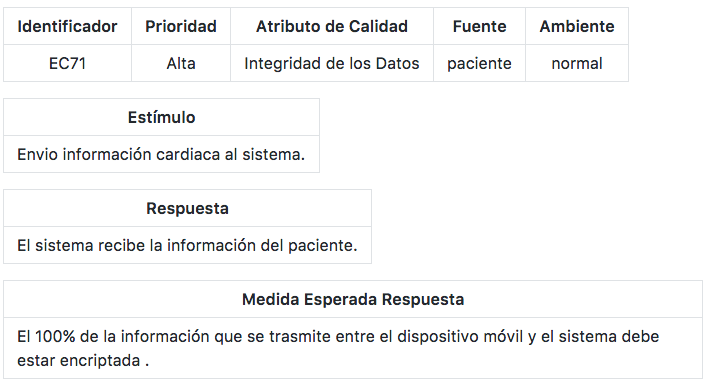 Identificador Prioridad Atributo de Calidad Fuente Ambiente
EC71 Alta Integridad de los Datos paciente normal
Estímulo
Envio información cardiaca al sistema.
Respuesta
El sistema recibe la información del paciente.
Medida Esperada Respuesta
El 100% de la información que se trasmite entre el dispositivo móvil y el sistema debe
estar encriptada .